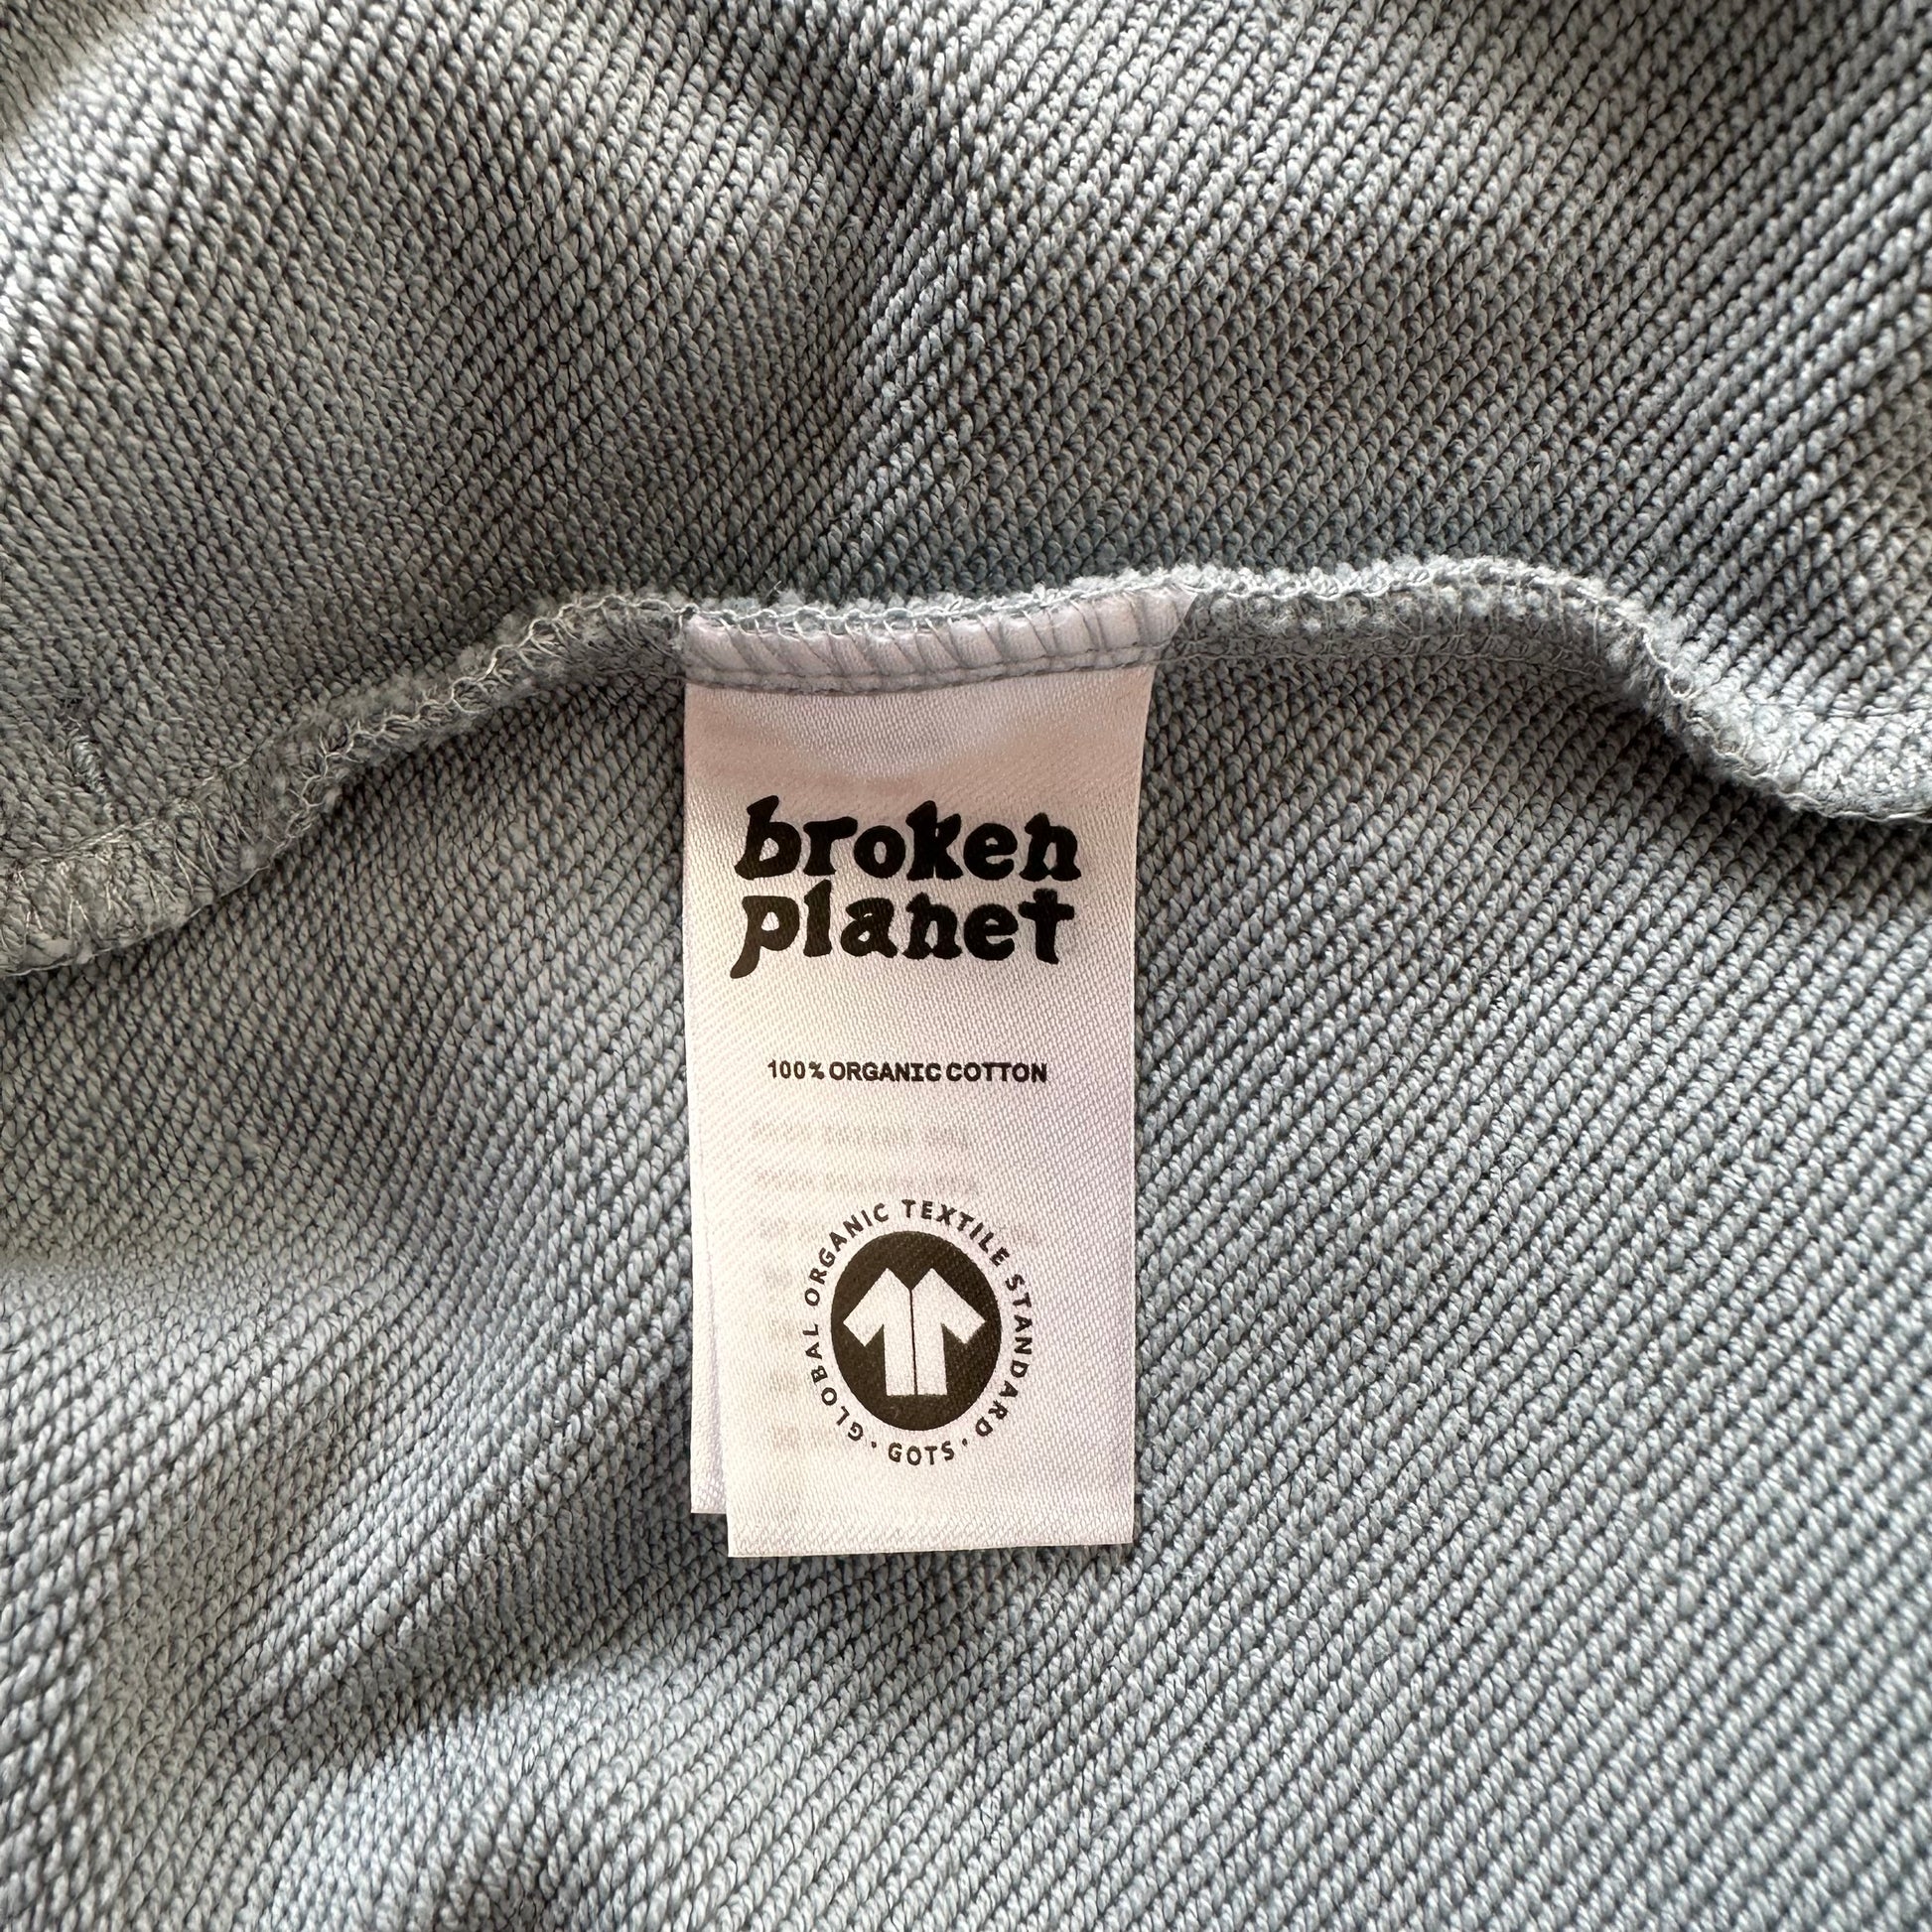 broken
planet
100% ORGANIC COTTON
GLOBAL ORGANIC TEXTILE STANDARD · GOTS ·